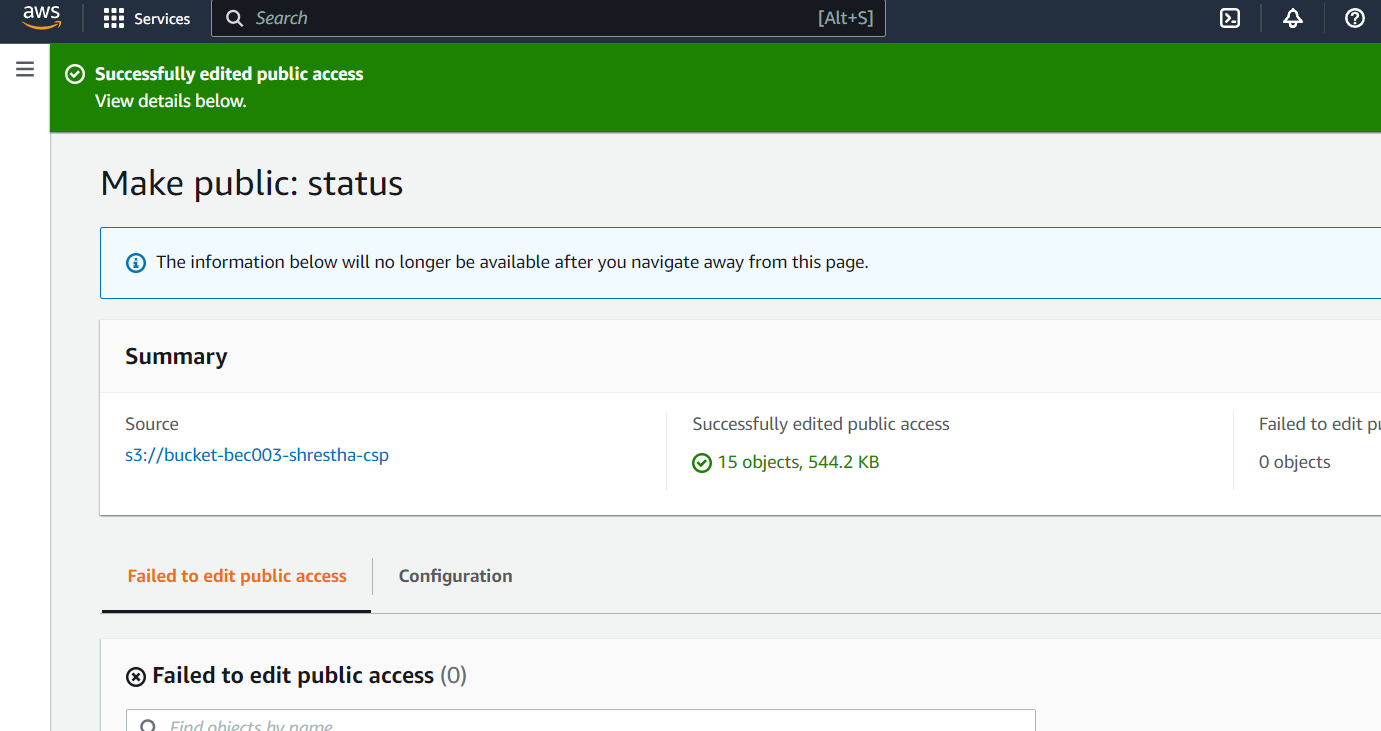 aws
Services
Search
[Alt+S]
Successfully edited public access
View details below.
Make public: status
The information below will no longer be available after you navigate away from this page.
Summary
Source
s3://bucket-bec003-shrestha-csp
Successfully edited public access
15 objects, 544.2 KB
Failed to edit
0 objects
Failed to edit public access
Configuration
Failed to edit public access (0)
Find objects by name